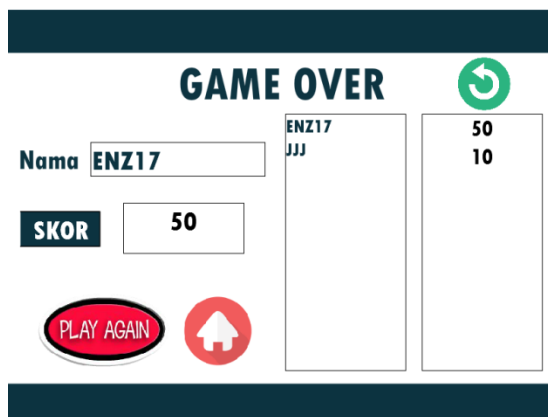 GAME OVER
Nama ENZ17
SKOR 50
PLAY AGAIN
ENZ17 50
JJJ 10